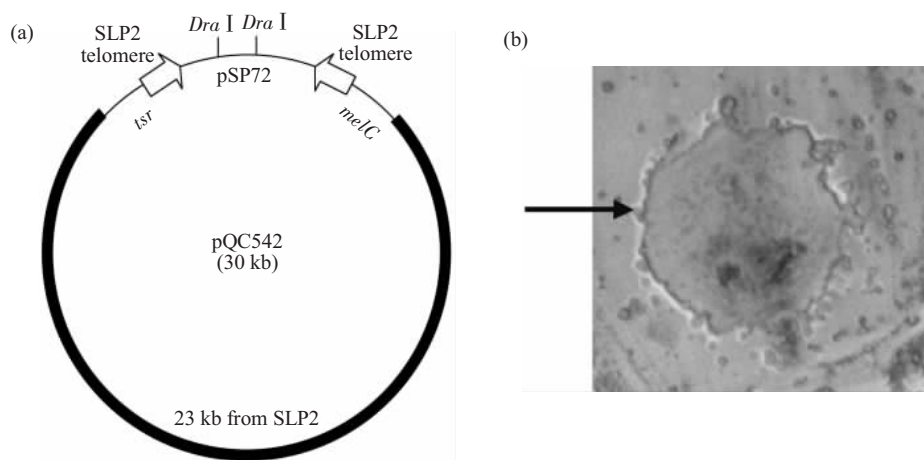 (a)
SLP2
telomere
Dra I Dra I
SLP2
telomere
pSP72
tsr
melC
pQC542
(30 kb)
23 kb from SLP2
(b)